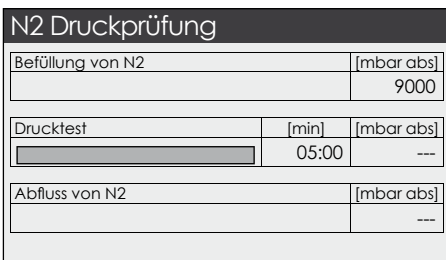 N2 Druckprüfung
Befüllung von N2 [mbar abs]
9000
Drucktest [min] [mbar abs]
05:00 ---
Abfluss von N2 [mbar abs]
---